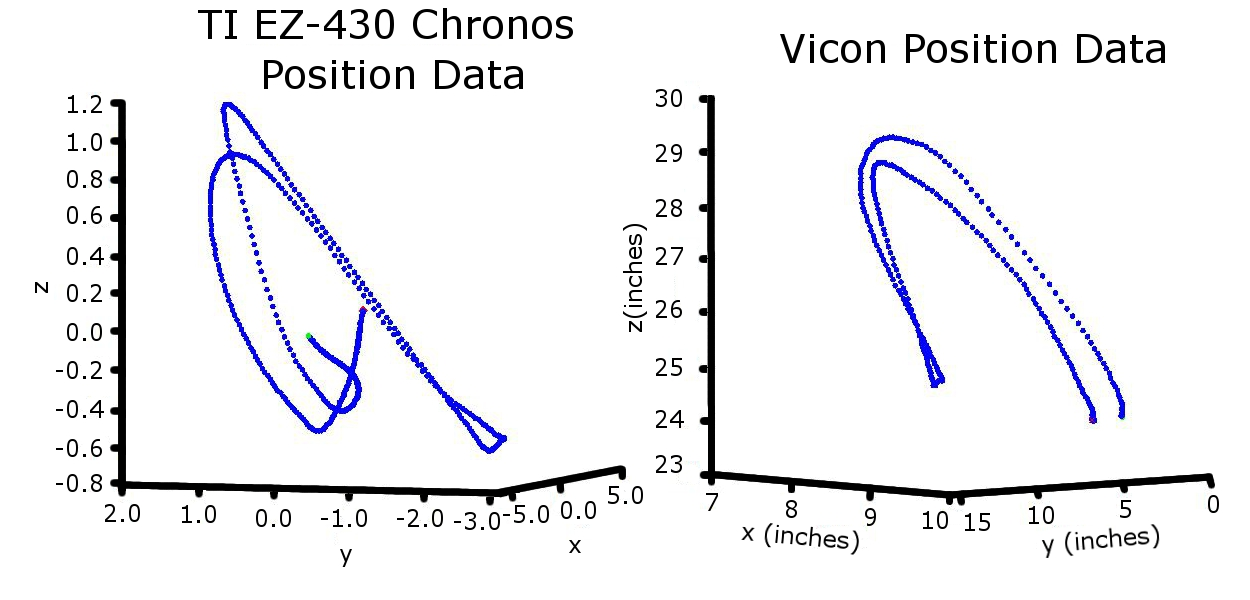 TI EZ-430 Chronos
Position Data
1.2
1.0
0.8
0.6
0.4
0.2
0.0
-0.2
-0.4
-0.6
-0.8
z
2.0 1.0 0.0 -1.0 -2.0 -3.0
y
-5.0 0.0 5.0
x
Vicon Position Data
30
29
28
27
26
25
24
23
z(inches)
7 8 9 10
x (inches)
15 10 5 0
y (inches)